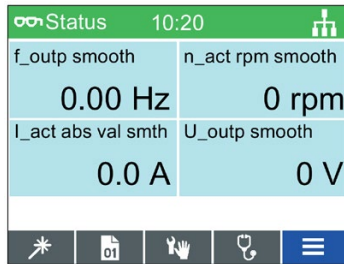 Status 10:20
f_outp smooth n_act rpm smooth
0.00 Hz 0 rpm
I_act abs val smth U_outp smooth
0.0 A 0 V
01